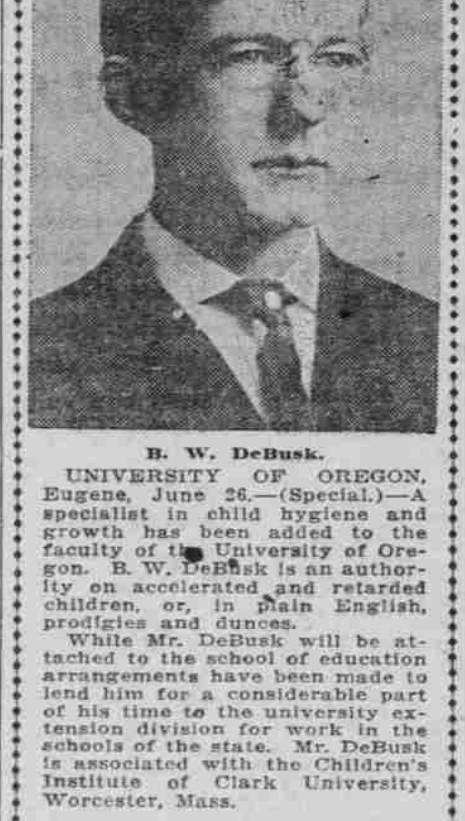 B. W. DeBusk.
UNIVERSITY OF OREGON,
Eugene, June 26.—(Special.)—A
specialist in child hygiene and
growth has been added to the
faculty of the University of Ore-
gon. B. W. DeBusk is an author-
ity on accelerated and retarded
children, or, in plain English,
prodigies and dunces.
While Mr. DeBusk will be at-
tached to the school of education
arrangements have been made to
lend him for a considerable part
of his time to the university ex-
tension division for work in the
schools of the state. Mr. DeBusk
is associated with the Children's
Institute of Clark University,
Worcester, Mass.